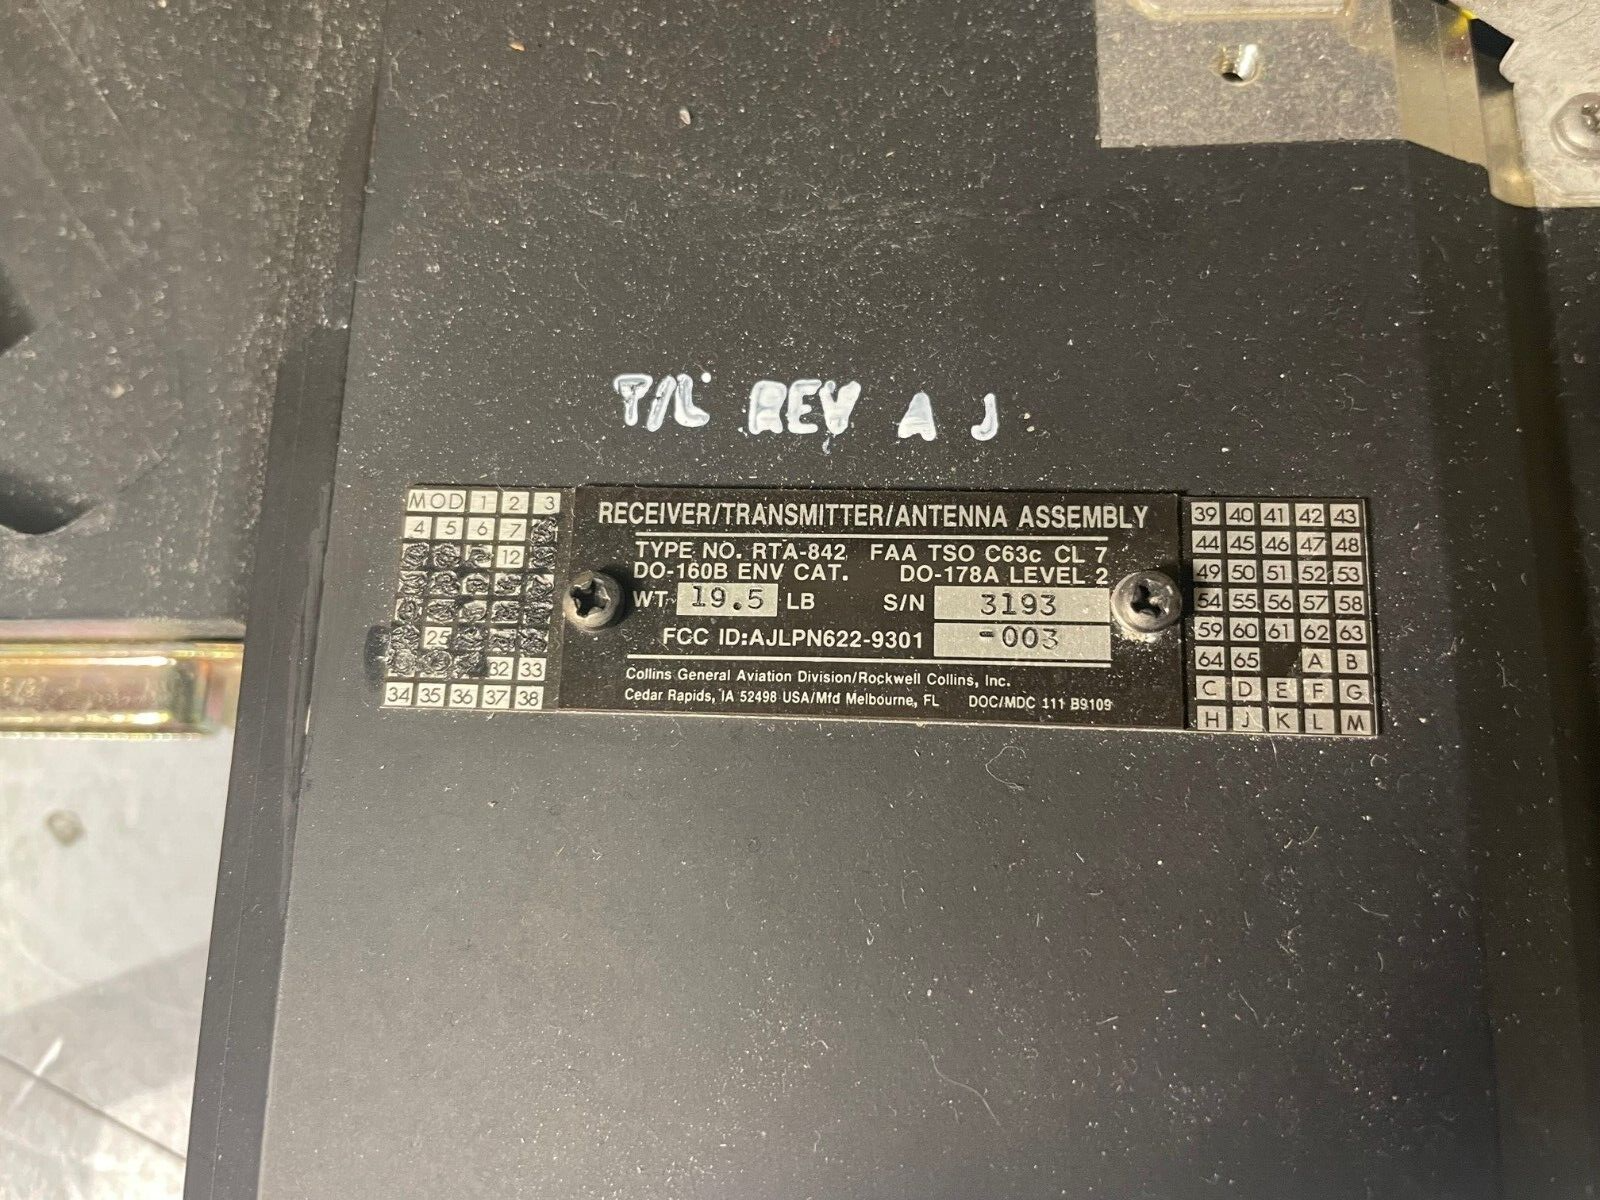 P/L REV A J
MOD 1 2 3
4 5 6 7
12
25
32 33
34 35 36 37 38
RECEIVER/TRANSMITTER/ANTENNA ASSEMBLY
TYPE NO. RTA-842 FAA TSO C63c CL 7
DO-160B ENV CAT. DO-178A LEVEL 2
WT 19.5 LB S/N 3193
FCC ID:AJLPN622-9301 -003
Collins General Aviation Division/Rockwell Collins, Inc.
Cedar Rapids, IA 52498 USA/Mfd Melbourne, FL DOC/MDC 111 B9109
39 40 41 42 43
44 45 46 47 48
49 50 51 52 53
54 55 56 57 58
59 60 61 62 63
64 65 A B
C D E F G
H J K L M